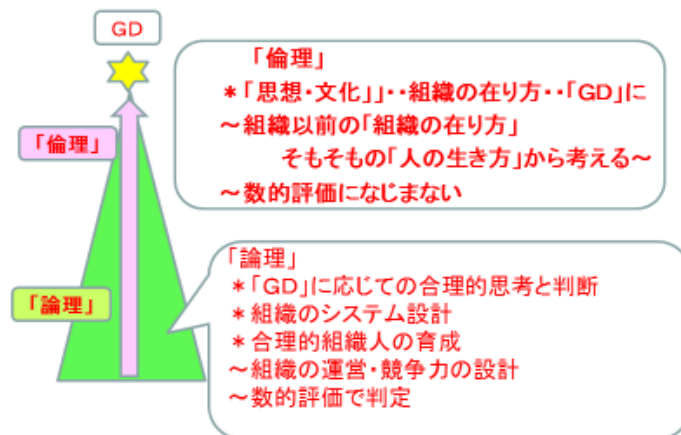 GD
「倫理」
*「思想・文化」」・・組織の在り方・・「GD」に
～組織以前の「組織の在り方」
そもそもの「人の生き方」から考える～
～数的評価になじまない
「倫理」
「論理」
*「GD」に応じての合理的思考と判断
*組織のシステム設計
*合理的組織人の育成
～組織の運営・競争力の設計
～数的評価で判定
「論理」